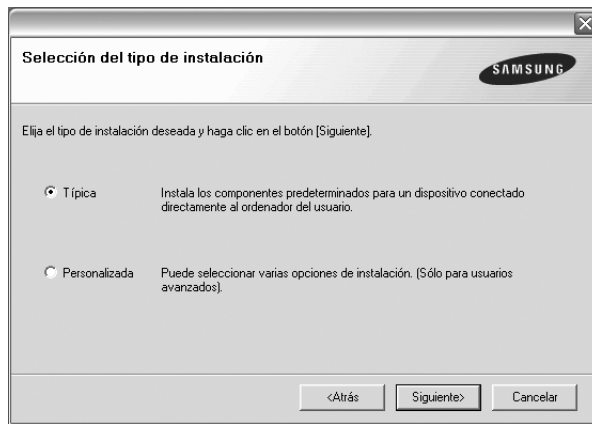 Selección del tipo de instalación
SAMSUNG
Elija el tipo de instalación deseada y haga clic en el botón [Siguiente].
Típica
Instala los componentes predeterminados para un dispositivo conectado
directamente al ordenador del usuario.
Personalizada
Puede seleccionar varias opciones de instalación. (Sólo para usuarios
avanzados).
<Atrás
Siguiente>
Cancelar